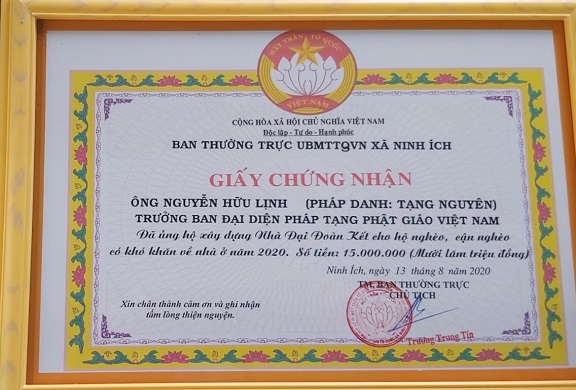 MẶT TRẬN TỔ QUỐC
VIỆT NAM
CỘNG HÒA XÃ HỘI CHỦ NGHĨA VIỆT NAM
Độc lập - Tự do - Hạnh phúc
BAN THƯỜNG TRỰC UBMTTQVN XÃ NINH ÍCH
GIẤY CHỨNG NHẬN
ÔNG NGUYỄN HỮU LỊNH (PHÁP DANH: TẠNG NGUYÊN)
TRƯỞNG BAN ĐẠI DIỆN PHÁP TẠNG PHẬT GIÁO VIỆT NAM
Đã ủng hộ xây dựng Nhà Đại Đoàn Kết cho hộ nghèo, cận nghèo
có khó khăn về nhà ở năm 2020. Số tiền: 15.000.000 (Mười lăm triệu đồng)
Ninh Ích, ngày 13 tháng 8 năm 2020
TM. BAN THƯỜNG TRỰC
CHỦ TỊCH
Xin chân thành cảm ơn và ghi nhận
tấm lòng thiện nguyện.
Trương Trung Tín